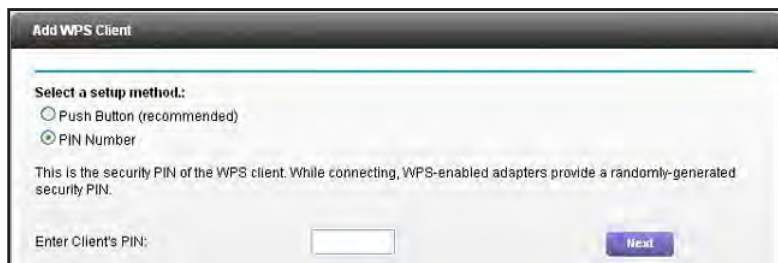 Add WPS Client
Select a setup method.:
Push Button (recommended)
PIN Number
This is the security PIN of the WPS client. While connecting, WPS-enabled adapters provide a randomly-generated
security PIN.
Enter Client's PIN:
Next